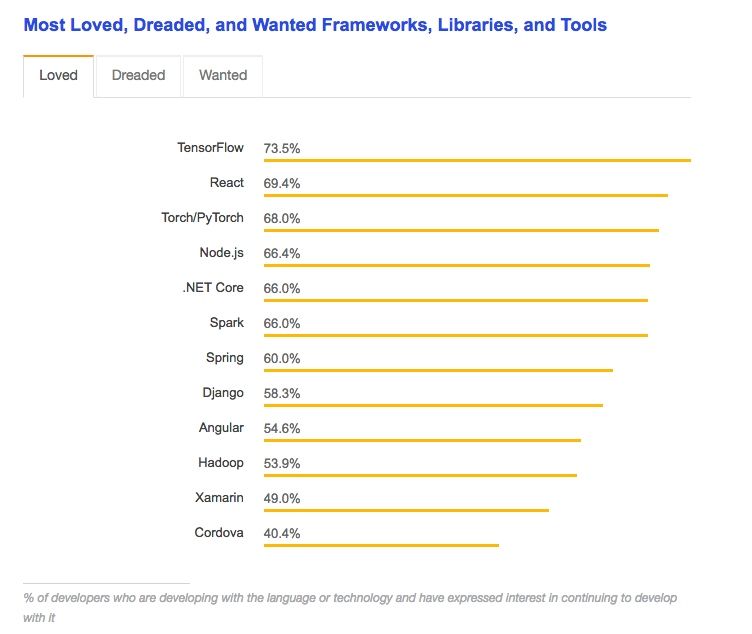 Most Loved, Dreaded, and Wanted Frameworks, Libraries, and Tools
Loved Dreaded Wanted
TensorFlow 73.5%
React 69.4%
Torch/PyTorch 68.0%
Node.js 66.4%
.NET Core 66.0%
Spark 66.0%
Spring 60.0%
Django 58.3%
Angular 54.6%
Hadoop 53.9%
Xamarin 49.0%
Cordova 40.4%
% of developers who are developing with the language or technology and have expressed interest in continuing to develop
with it